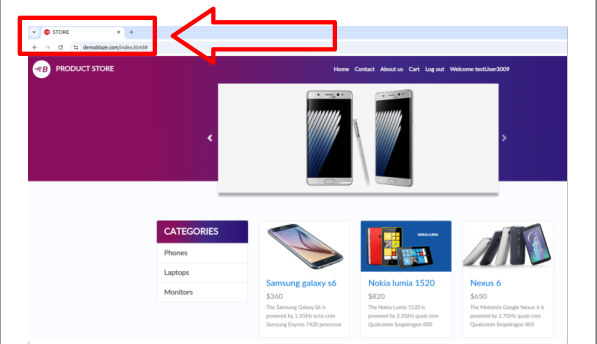 STORE
demoblaze.com/index.html#
PRODUCT STORE
Home Contact About us Cart Log out Welcome testUser3009
CATEGORIES
Phones
Laptops
Monitors
NOKIA LUMIA
Samsung galaxy s6
$360
The Samsung Galaxy S6 is
powered by 1.5GHz octa-core
Samsung Exynos 7420 processor
Nokia lumia 1520
$820
The Nokia Lumia 1520 is
powered by 2.2GHz quad-core
Qualcomm Snapdragon 800
Nexus 6
$650
The Motorola Google Nexus 6 is
powered by 2.7GHz quad-core
Qualcomm Snapdragon 805